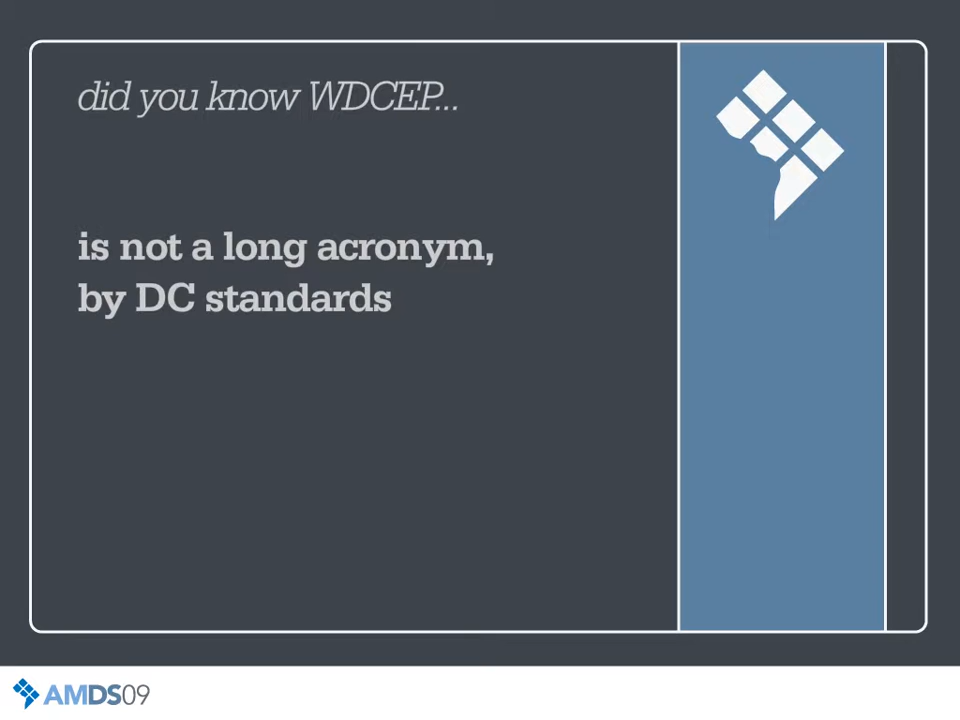 did you know WDCEP...
is not a long acronym,
by DC standards
AMDS09